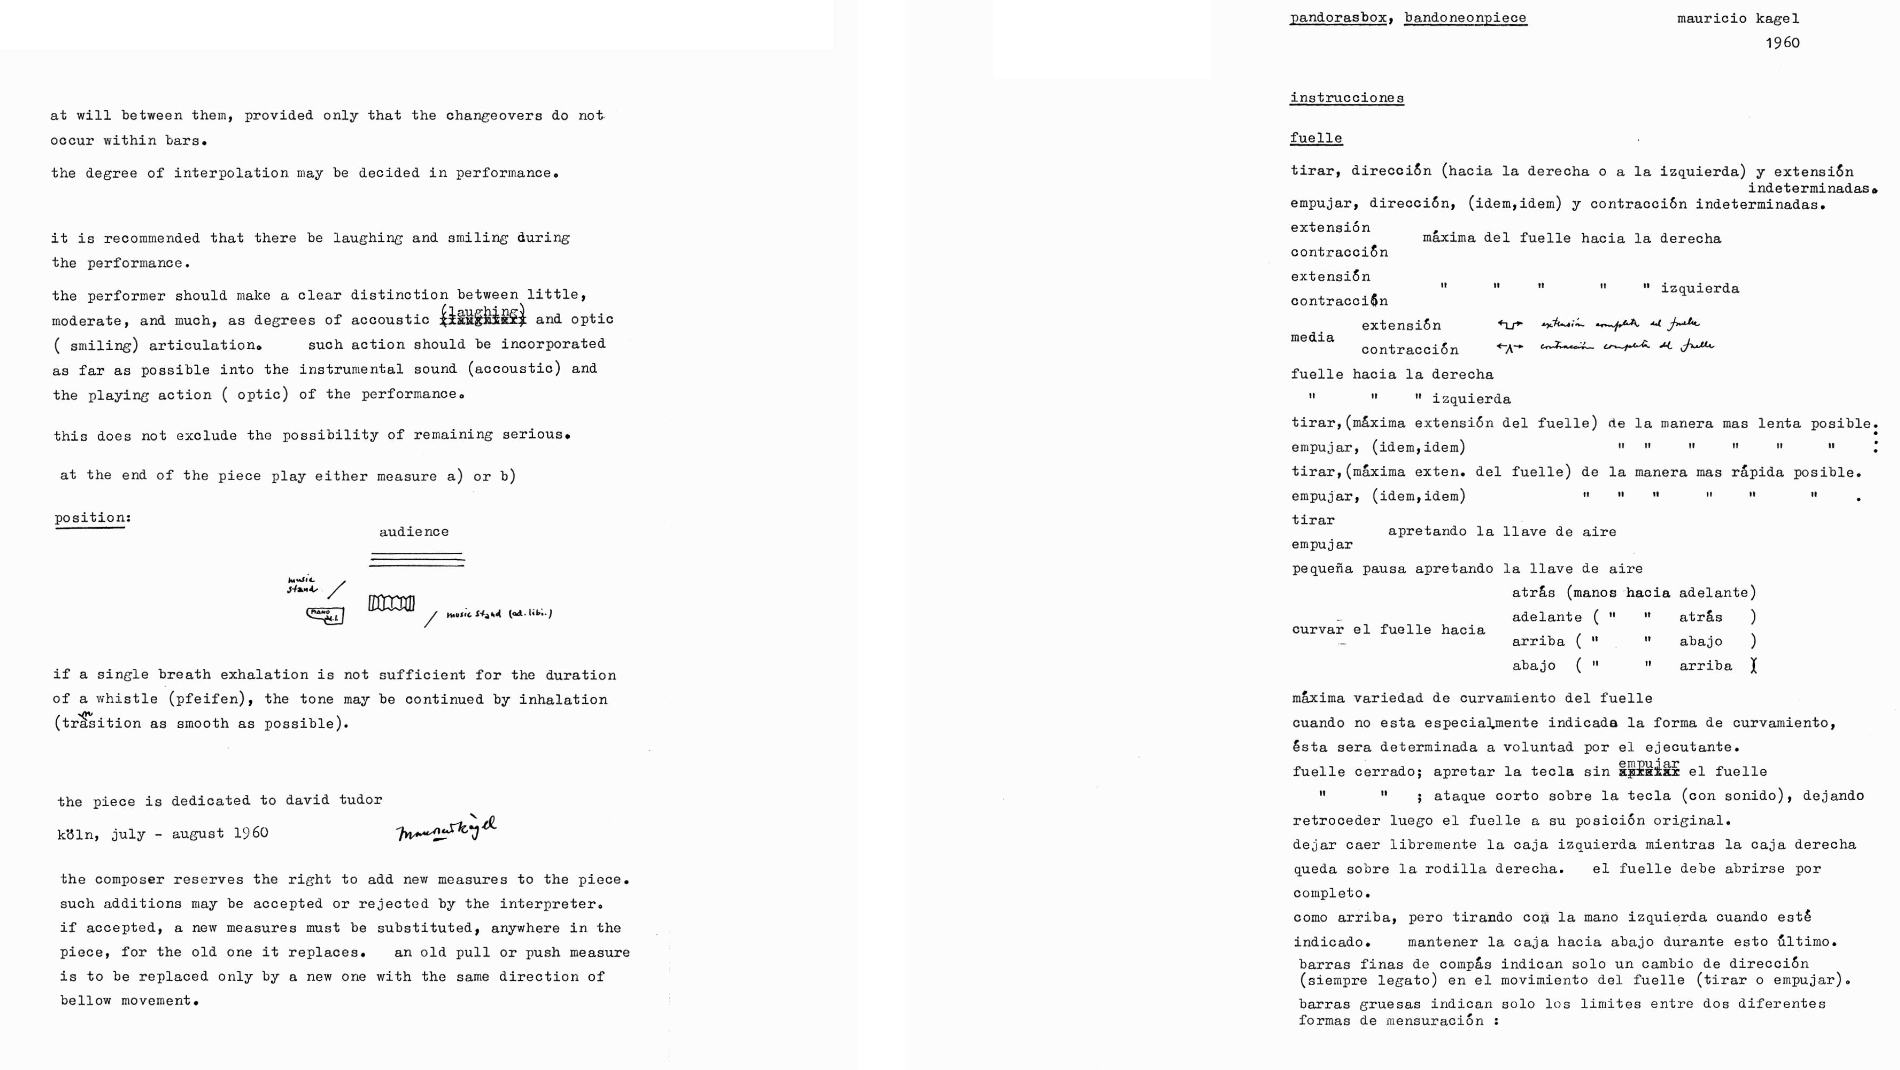 at will between them, provided only that the changeovers do not
occur within bars.
the degree of interpolation may be decided in performance.
it is recommended that there be laughing and smiling during
the performance.
the performer should make a clear distinction between little,
moderate, and much, as degrees of accoustic (laughing) and optic
( smiling) articulation. such action should be incorporated
as far as possible into the instrumental sound (accoustic) and
the playing action ( optic) of the performance.
this does not exclude the possibility of remaining serious.
at the end of the piece play either measure a) or b)
position:
audience
music
stand
music stand (ad.libi.)
if a single breath exhalation is not sufficient for the duration
of a whistle (pfeifen), the tone may be continued by inhalation
(transition as smooth as possible).
the piece is dedicated to david tudor
köln, july - august 1960
mauricio kagel
the composer reserves the right to add new measures to the piece.
such additions may be accepted or rejected by the interpreter.
if accepted, a new measures must be substituted, anywhere in the
piece, for the old one it replaces. an old pull or push measure
is to be replaced only by a new one with the same direction of
bellow movement.
pandorasbox, bandoneonpiece mauricio kagel
1960
instrucciones
fuelle
tirar, dirección (hacia la derecha o a la izquierda) y extensión
indeterminadas.
empujar, dirección, (idem,idem) y contracción indeterminadas.
extensión
máxima del fuelle hacia la derecha
contracción
extensión
" " " " " izquierda
contracción
media
extensión extensión completa del fuelle
contracción contracción completa del fuelle
fuelle hacia la derecha
" " " izquierda
tirar,(máxima extensión del fuelle) de la manera mas lenta posible.
empujar, (idem,idem) " " " " " " :
tirar,(máxima exten. del fuelle) de la manera mas rápida posible.
empujar, (idem,idem) " " " " " " .
tirar
apretando la llave de aire
empujar
pequeña pausa apretando la llave de aire
curvar el fuelle hacia
atrás (manos hacia adelante)
adelante ( " " atrás )
arriba ( " " abajo )
abajo ( " " arriba )
máxima variedad de curvamiento del fuelle
cuando no esta especialmente indicada la forma de curvamiento,
ésta sera determinada a voluntad por el ejecutante.
fuelle cerrado; apretar la tecla sin empujar el fuelle
" " ; ataque corto sobre la tecla (con sonido), dejando
retroceder luego el fuelle a su posición original.
dejar caer libremente la caja izquierda mientras la caja derecha
queda sobre la rodilla derecha. el fuelle debe abrirse por
completo.
como arriba, pero tirando con la mano izquierda cuando esté
indicado. mantener la caja hacia abajo durante esto último.
barras finas de compás indican solo un cambio de dirección
(siempre legato) en el movimiento del fuelle (tirar o empujar).
barras gruesas indican solo los limites entre dos diferentes
formas de mensuración :